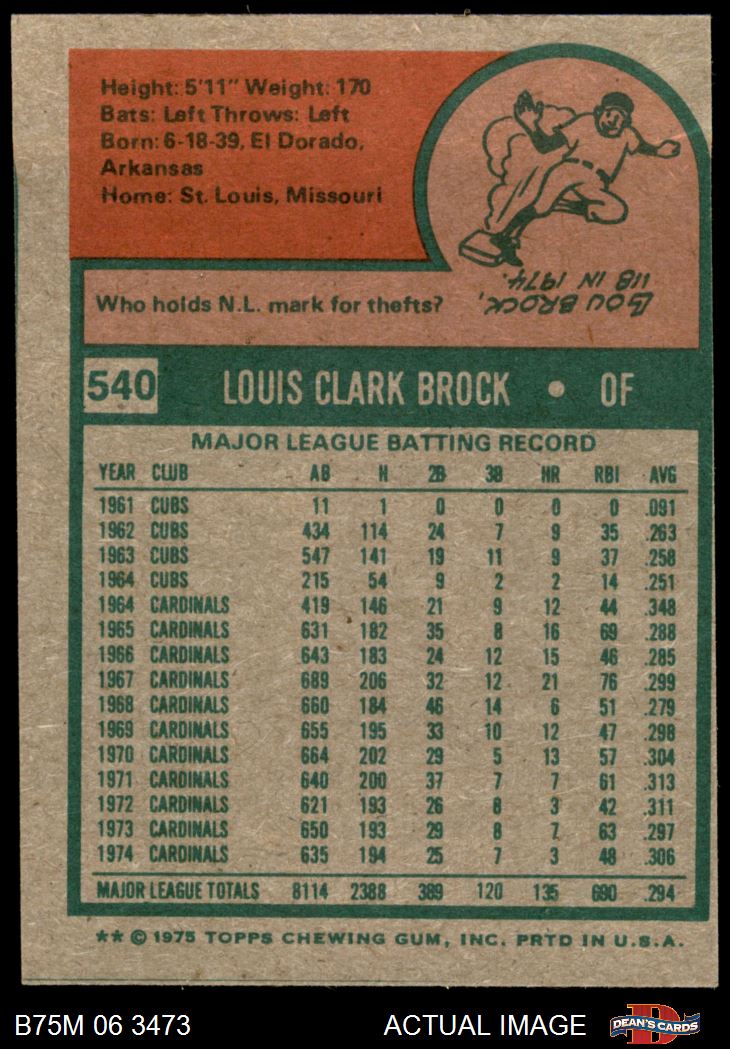 Height: 5'11" Weight: 170
Bats: Left Throws: Left
Born: 6-18-39, El Dorado,
Arkansas
Home: St. Louis, Missouri
Who holds N.L. mark for thefts?
LOU BROCK,
118 IN 1974.
540 LOUIS CLARK BROCK • OF
MAJOR LEAGUE BATTING RECORD
YEAR CLUB AB H 2B 3B HR RBI AVG
1961 CUBS 11 1 0 0 0 0 .091
1962 CUBS 434 114 24 7 9 35 .263
1963 CUBS 547 141 19 11 9 37 .258
1964 CUBS 215 54 9 2 2 14 .251
1964 CARDINALS 419 146 21 9 12 44 .348
1965 CARDINALS 631 182 35 8 16 69 .288
1966 CARDINALS 643 183 24 12 15 46 .285
1967 CARDINALS 689 206 32 12 21 76 .299
1968 CARDINALS 660 184 46 14 6 51 .279
1969 CARDINALS 655 195 33 10 12 47 .298
1970 CARDINALS 664 202 29 5 13 57 .304
1971 CARDINALS 640 200 37 7 7 61 .313
1972 CARDINALS 621 193 26 8 3 42 .311
1973 CARDINALS 650 193 29 8 7 63 .297
1974 CARDINALS 635 194 25 7 3 48 .306
MAJOR LEAGUE TOTALS 8114 2388 389 120 135 690 .294
** © 1975 TOPPS CHEWING GUM, INC. PRTD IN U.S.A.
B75M 06 3473 ACTUAL IMAGE DEAN'S CARDS